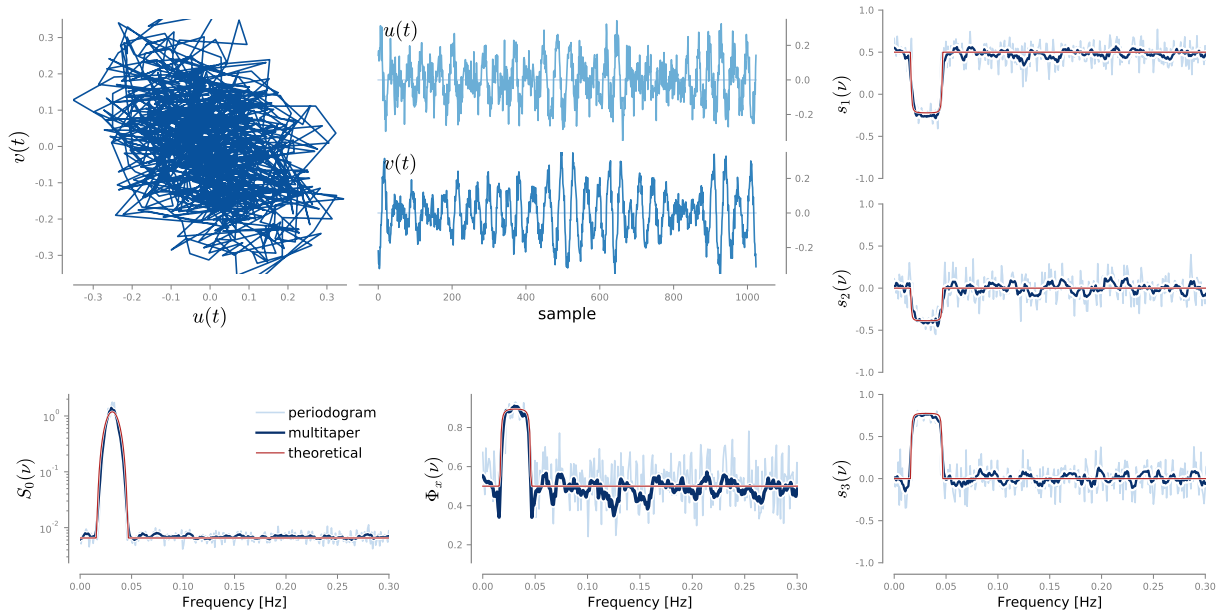 0.3
0.2
0.1
0.0
-0.1
-0.2
-0.3
v(t)
-0.3 -0.2 -0.1 0.0 0.1 0.2 0.3
u(t)
u(t)
0.2
0.0
-0.2
v(t)
0.2
0.0
-0.2
0 200 400 600 800 1000
sample
1.0
0.5
0.0
-0.5
-1.0
s₁(ν)
1.0
0.5
0.0
-0.5
-1.0
s₂(ν)
10⁰
10⁻¹
10⁻²
S₀(ν)
periodogram
multitaper
theoretical
0.00 0.05 0.10 0.15 0.20 0.25 0.30
Frequency [Hz]
0.8
0.6
0.4
0.2
Φₓ(ν)
0.00 0.05 0.10 0.15 0.20 0.25 0.30
Frequency [Hz]
1.0
0.5
0.0
-0.5
-1.0
s₃(ν)
0.00 0.05 0.10 0.15 0.20 0.25 0.30
Frequency [Hz]